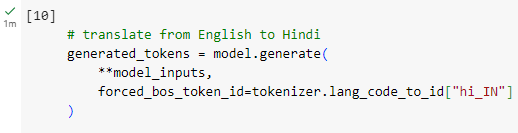 [10]
1m
# translate from English to Hindi
generated_tokens = model.generate(
    **model_inputs,
    forced_bos_token_id=tokenizer.lang_code_to_id["hi_IN"]
)